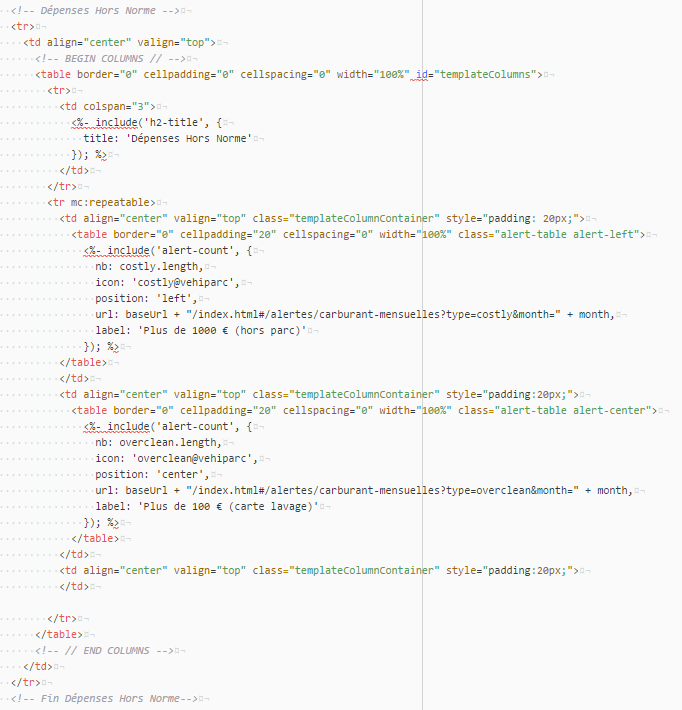 <!-- Dépenses Hors Norme -->
<tr>
<td align="center" valign="top">
<!-- BEGIN COLUMNS // -->
<table border="0" cellpadding="0" cellspacing="0" width="100%" id="templateColumns">
<tr>
<td colspan="3">
<%- include('h2-title', {
title: 'Dépenses Hors Norme'
}); %>
</td>
</tr>
<tr mc:repeatable>
<td align="center" valign="top" class="templateColumnContainer" style="padding: 20px;">
<table border="0" cellpadding="20" cellspacing="0" width="100%" class="alert-table alert-left">
<%- include('alert-count', {
nb: costly.length,
icon: 'costly@vehiparc',
position: 'left',
url: baseUrl + "/index.html#/alertes/carburant-mensuelles?type=costly&month=" + month,
label: 'Plus de 1000 € (hors parc)'
}); %>
</table>
</td>
<td align="center" valign="top" class="templateColumnContainer" style="padding:20px;">
<table border="0" cellpadding="20" cellspacing="0" width="100%" class="alert-table alert-center">
<%- include('alert-count', {
nb: overclean.length,
icon: 'overclean@vehiparc',
position: 'center',
url: baseUrl + "/index.html#/alertes/carburant-mensuelles?type=overclean&month=" + month,
label: 'Plus de 100 € (carte lavage)'
}); %>
</table>
</td>
<td align="center" valign="top" class="templateColumnContainer" style="padding:20px;">
</td>
</tr>
</table>
<!-- // END COLUMNS -->
</td>
</tr>
<!-- Fin Dépenses Hors Norme-->